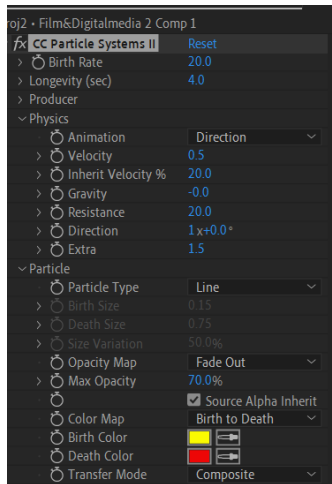 roj2 • Film&Digitalmedia 2 Comp 1
fx CC Particle Systems II Reset
Birth Rate 20.0
Longevity (sec) 4.0
Producer
Physics
Animation Direction
Velocity 0.5
Inherit Velocity % 20.0
Gravity -0.0
Resistance 20.0
Direction 1x+0.0°
Extra 1.5
Particle
Particle Type Line
Birth Size 0.15
Death Size 0.75
Size Variation 50.0%
Opacity Map Fade Out
Max Opacity 70.0%
Source Alpha Inherit
Color Map Birth to Death
Birth Color
Death Color
Transfer Mode Composite